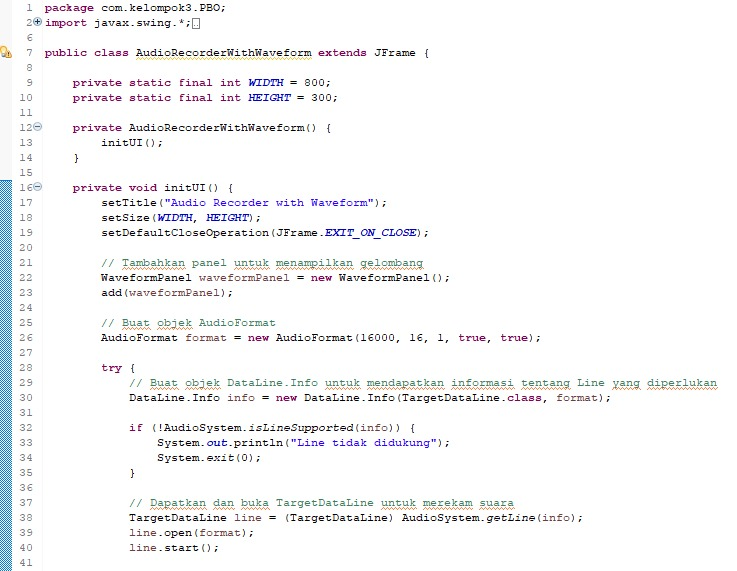 1 package com.kelompok3.PBO;
2 import javax.swing.*;
6
7 public class AudioRecorderWithWaveform extends JFrame {
8
9     private static final int WIDTH = 800;
10     private static final int HEIGHT = 300;
11
12     private AudioRecorderWithWaveform() {
13         initUI();
14     }
15
16     private void initUI() {
17         setTitle("Audio Recorder with Waveform");
18         setSize(WIDTH, HEIGHT);
19         setDefaultCloseOperation(JFrame.EXIT_ON_CLOSE);
20
21         // Tambahkan panel untuk menampilkan gelombang
22         WaveformPanel waveformPanel = new WaveformPanel();
23         add(waveformPanel);
24
25         // Buat objek AudioFormat
26         AudioFormat format = new AudioFormat(16000, 16, 1, true, true);
27
28         try {
29             // Buat objek DataLine.Info untuk mendapatkan informasi tentang Line yang diperlukan
30             DataLine.Info info = new DataLine.Info(TargetDataLine.class, format);
31
32             if (!AudioSystem.isLineSupported(info)) {
33                 System.out.println("Line tidak didukung");
34                 System.exit(0);
35             }
36
37             // Dapatkan dan buka TargetDataLine untuk merekam suara
38             TargetDataLine line = (TargetDataLine) AudioSystem.getLine(info);
39             line.open(format);
40             line.start();
41